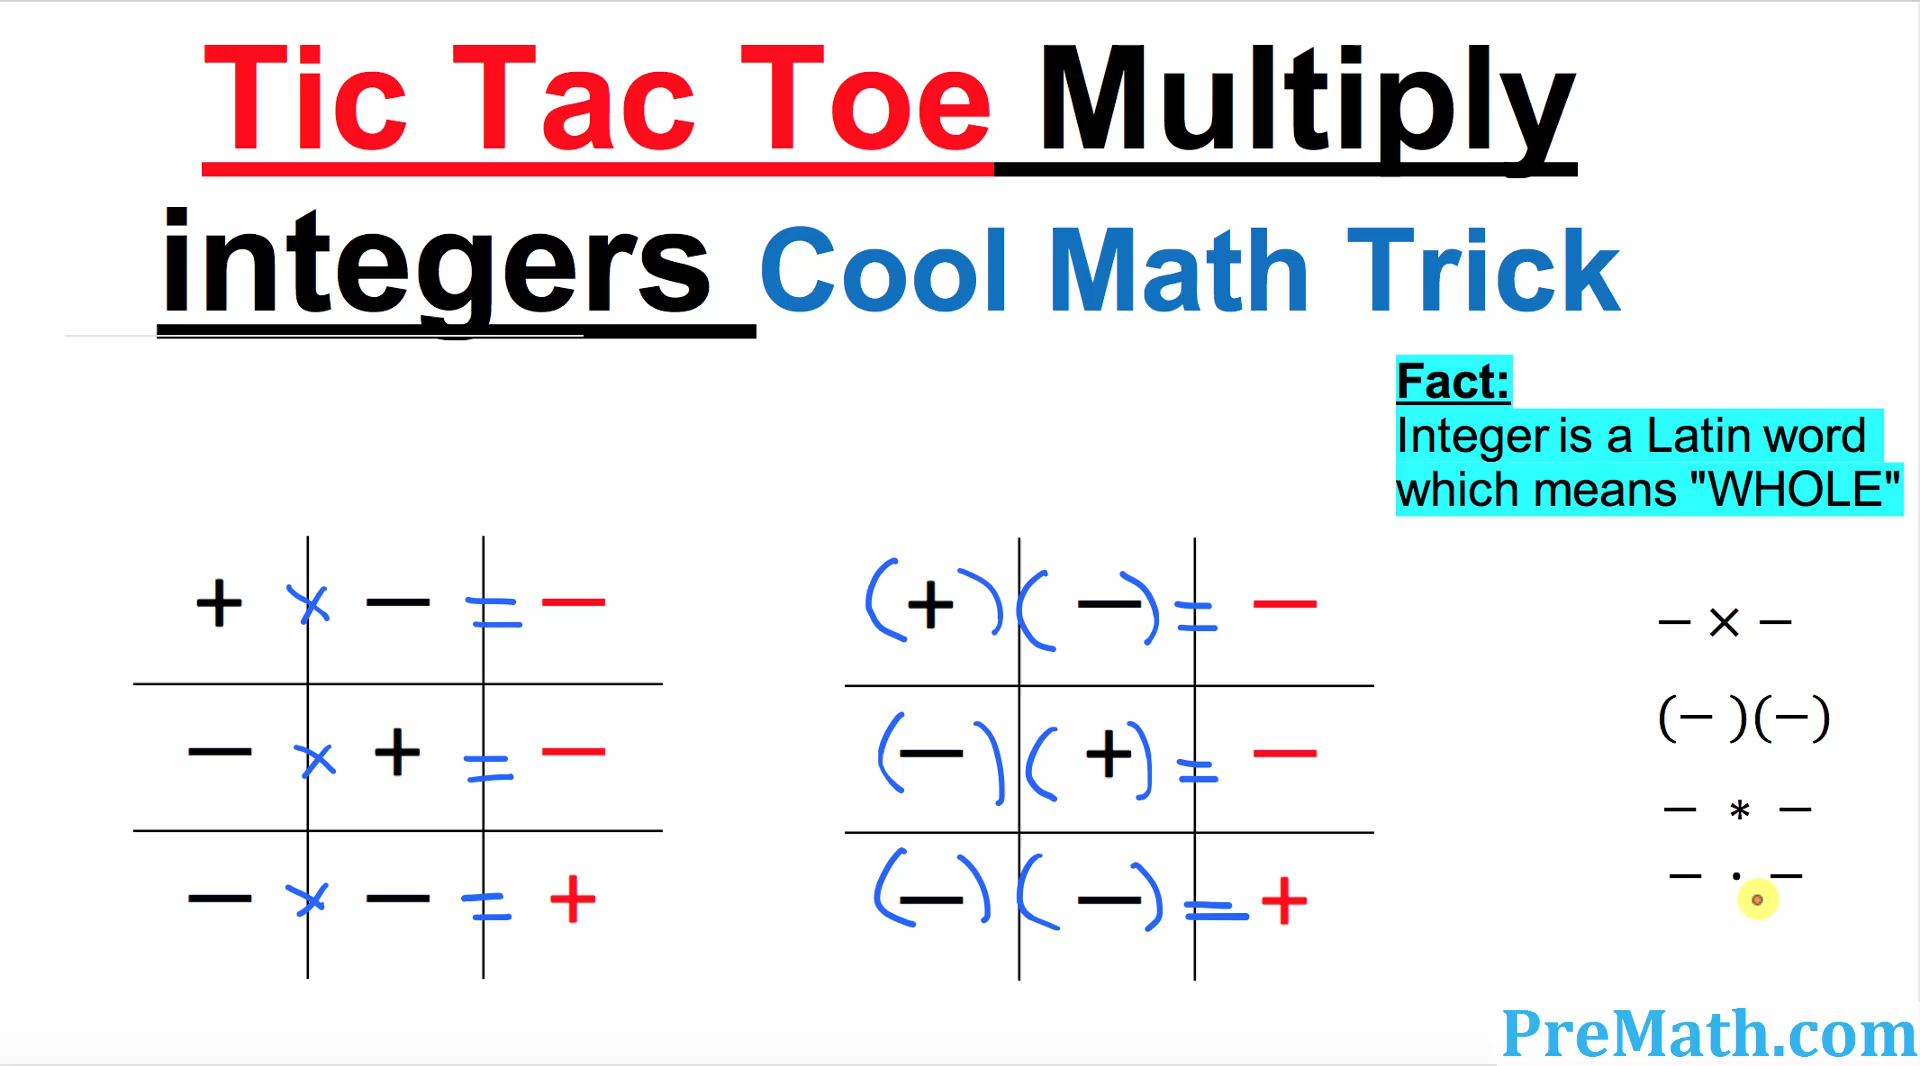 Tic Tac Toe Multiply
integers Cool Math Trick
Fact:
Integer is a Latin word
which means "WHOLE"
+ × − = −
− × + = −
− × − = +
(+)(−) = −
(−)(+) = −
(−)(−) = +
− × −
(− )(−)
− * −
− · −
PreMath.com